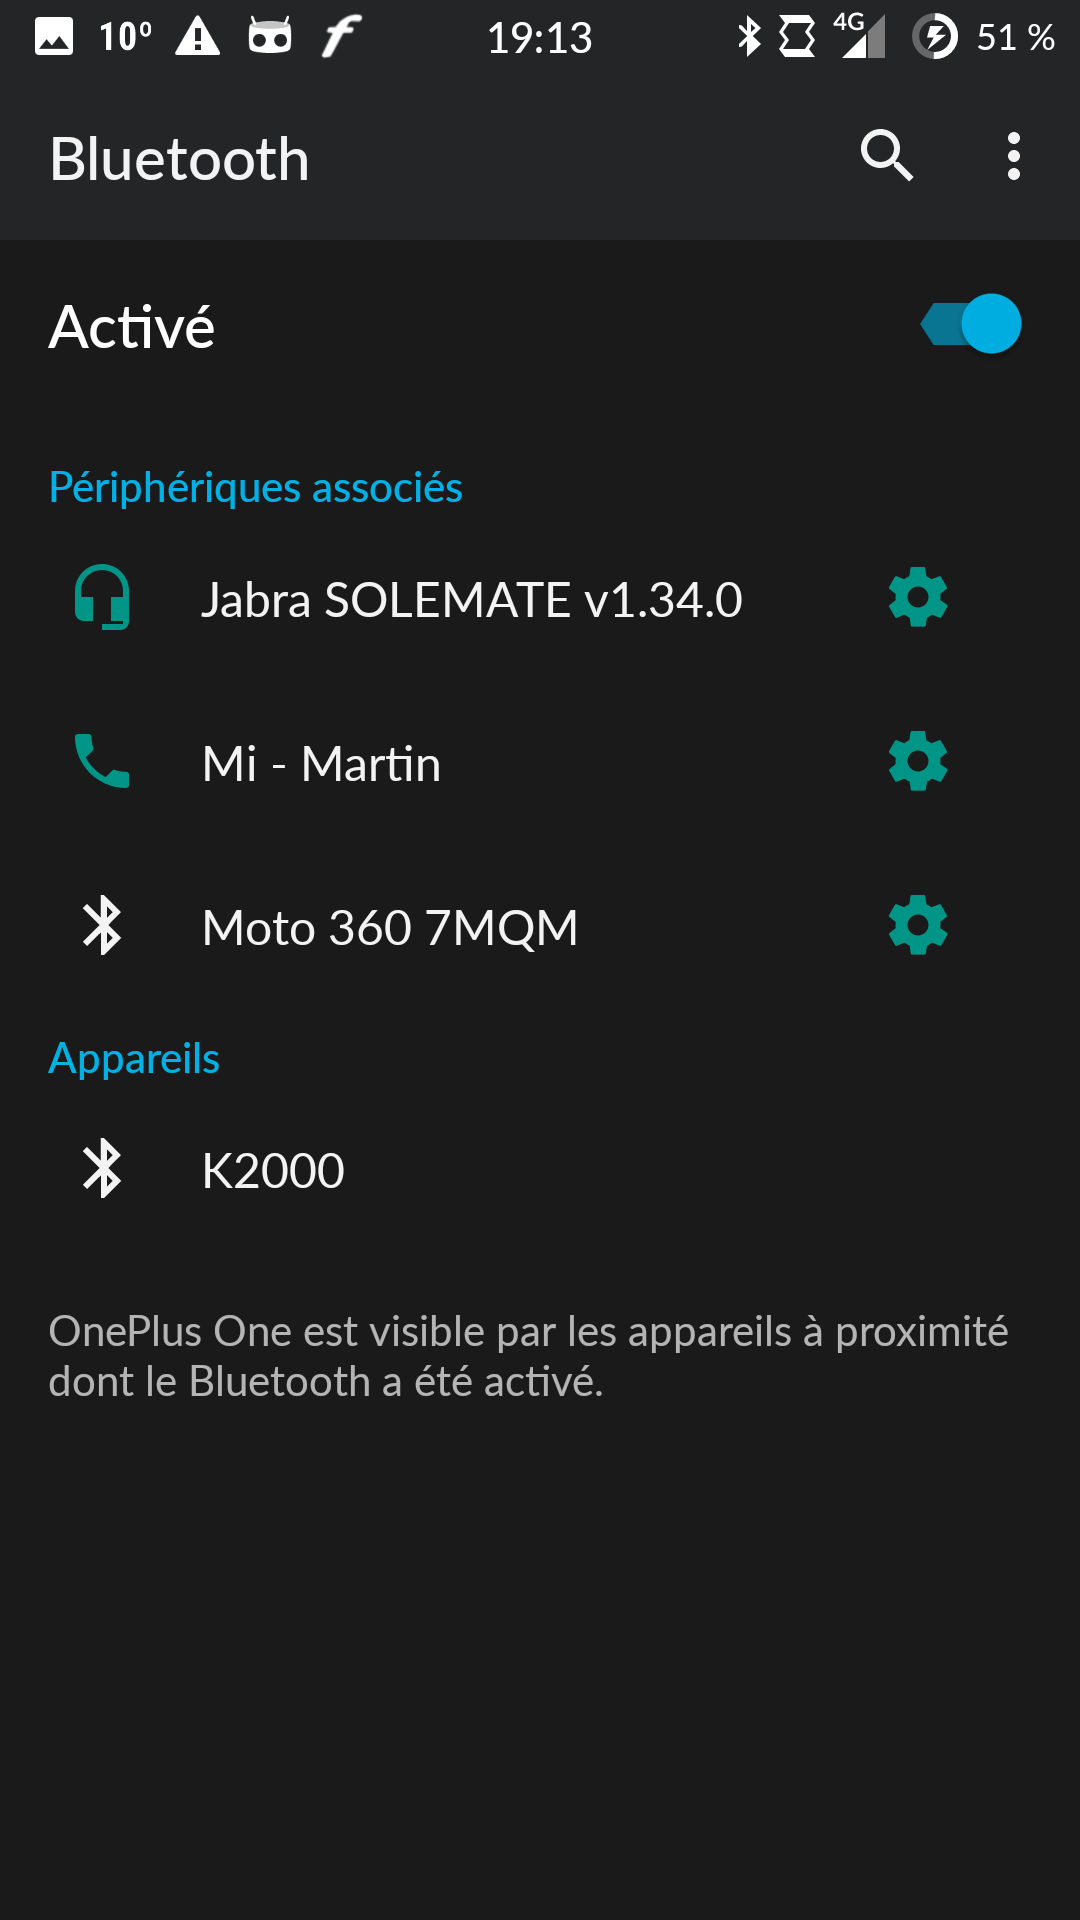 10º 19:13 4G 51 %
Bluetooth
Activé
Périphériques associés
Jabra SOLEMATE v1.34.0
Mi - Martin
Moto 360 7MQM
Appareils
K2000
OnePlus One est visible par les appareils à proximité
dont le Bluetooth a été activé.